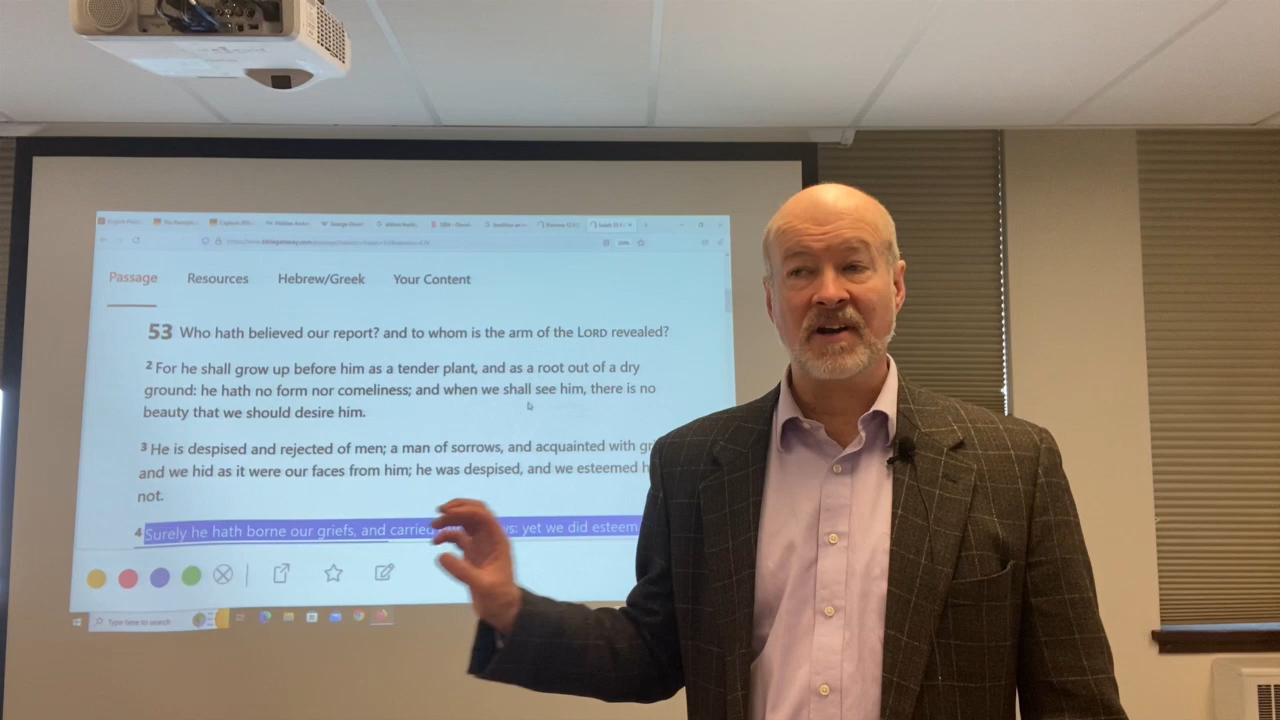 Passage Resources Hebrew/Greek Your Content
53 Who hath believed our report? and to whom is the arm of the LORD revealed?
2 For he shall grow up before him as a tender plant, and as a root out of a dry
ground: he hath no form nor comeliness; and when we shall see him, there is no
beauty that we should desire him.
3 He is despised and rejected of men; a man of sorrows, and acquainted with
and we hid as it were our faces from him; he was despised, and we esteemed
not.
4 Surely he hath borne our griefs, and carried yet we did esteem
Type here to search